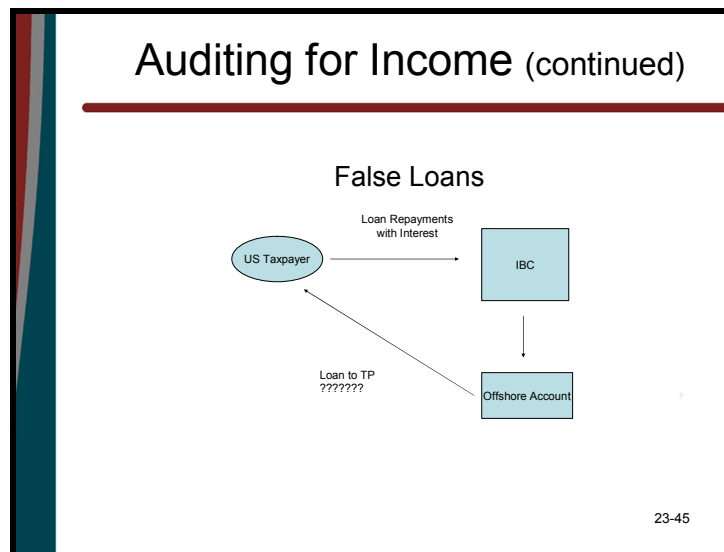 Auditing for Income (continued)
False Loans
Loan Repayments
with Interest
US Taxpayer
IBC
Loan to TP
???????
Offshore Account
23-45